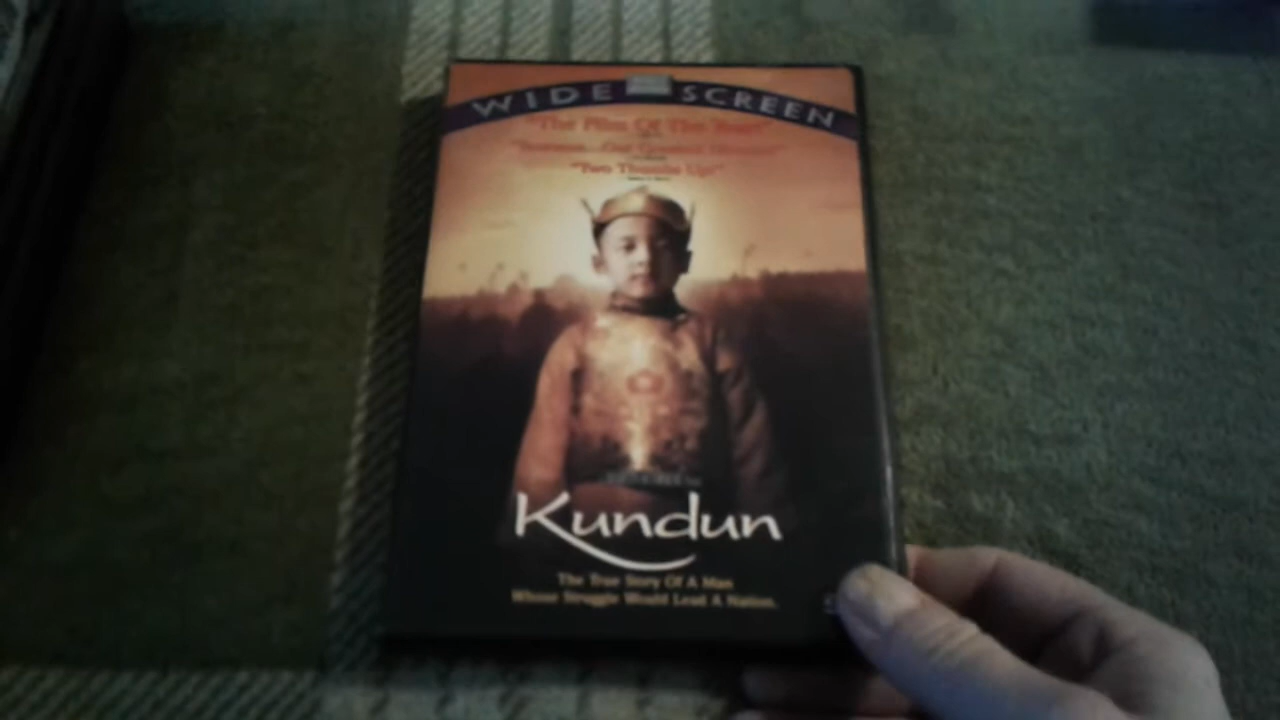 WIDE SCREEN
"The Film Of The Year!"
"Two Thumbs Up!"
Kundun
The True Story Of A Man
Whose Struggle Would Lead A Nation.